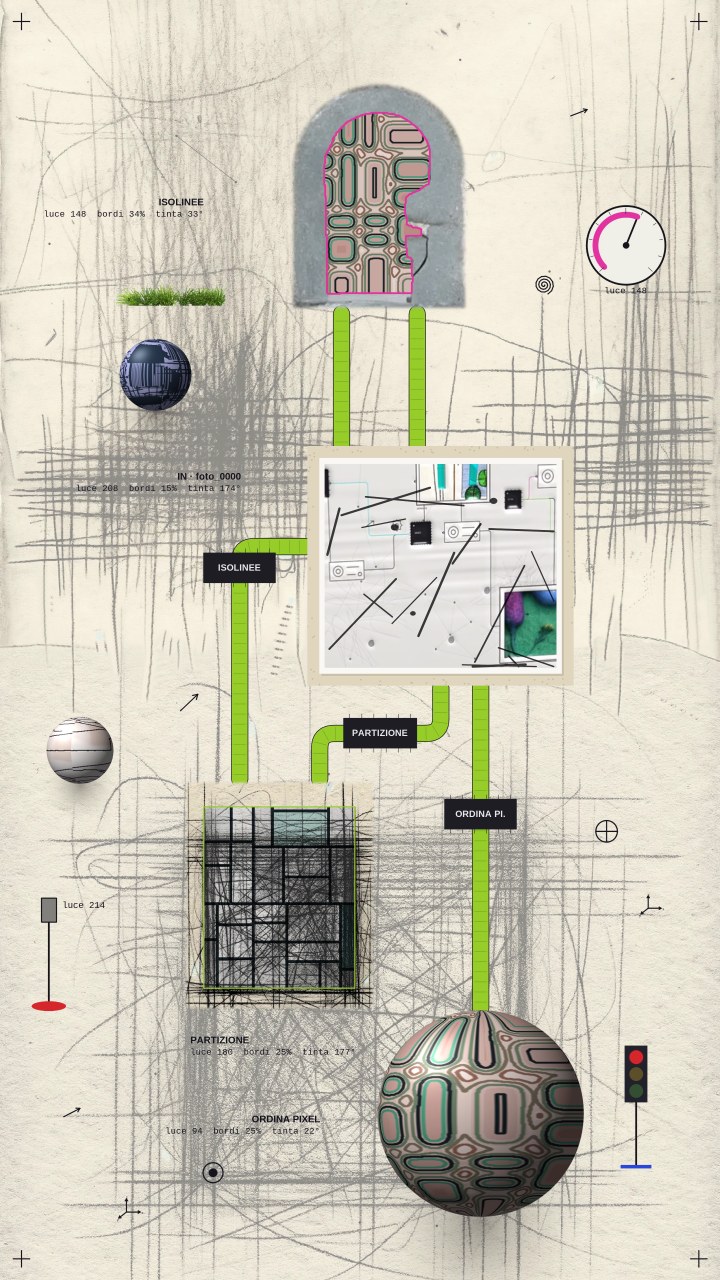 ISOLINEE
luce 148 bordi 34% tinta 33°
luce 148
IN · foto_0000
luce 208 bordi 15% tinta 174°
ISOLINEE
PARTIZIONE
ORDINA PI.
luce 214
PARTIZIONE
luce 180 bordi 25% tinta 177°
ORDINA PIXEL
luce 94 bordi 25% tinta 22°